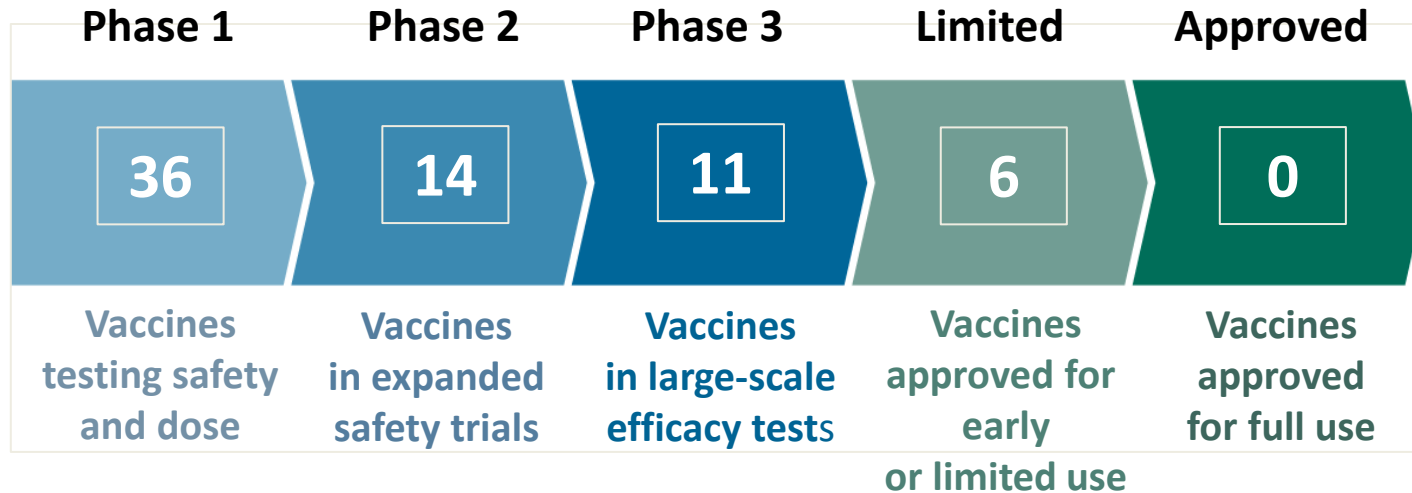 Phase 1
Phase 2
Phase 3
Limited
Approved
36
14
11
6
0
Vaccines
testing safety
and dose
Vaccines
in expanded
safety trials
Vaccines
in large-scale
efficacy tests
Vaccines
approved for
early
or limited use
Vaccines
approved
for full use